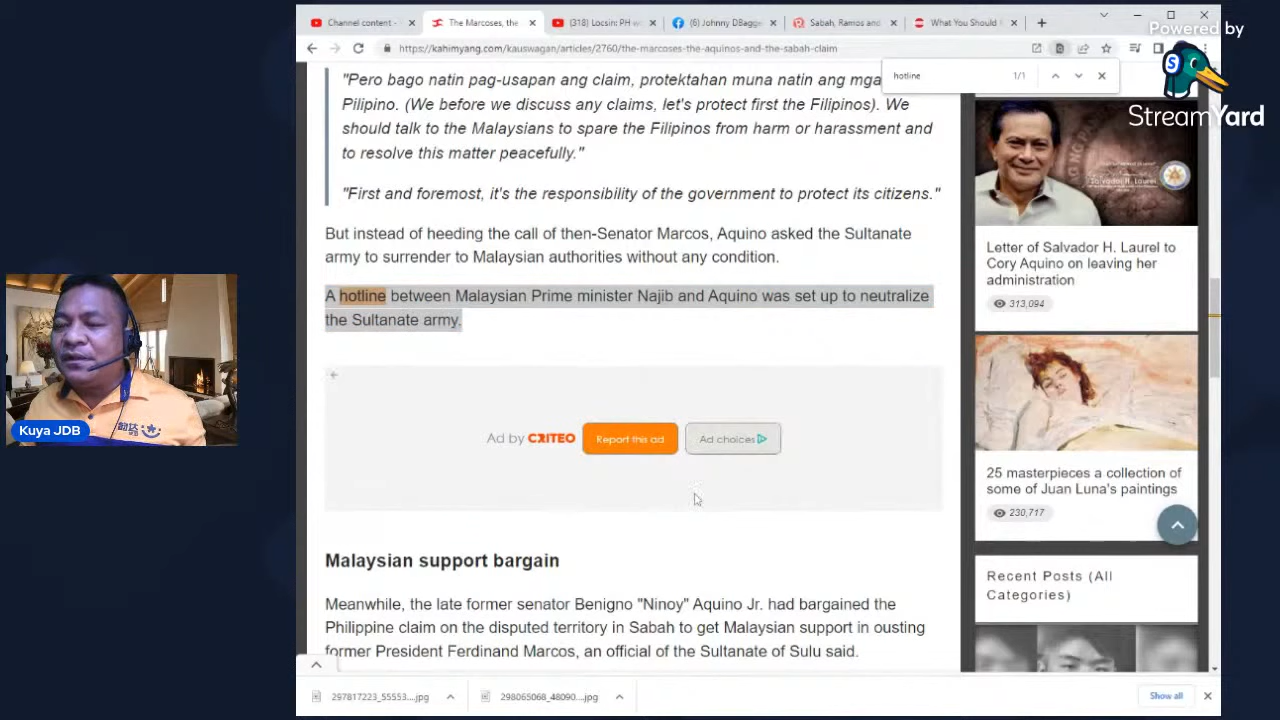 Channel content -
The Marcoses, the
(318) Locsin: PH w
(6) Johnny DBagge
Sabah, Ramos and
What You Should
https://kahimyang.com/kauswagan/articles/2760/the-marcoses-the-aquinos-and-the-sabah-claim
Powered by
StreamYard
hotline 1/1
"Pero bago natin pag-usapan ang claim, protektahan muna natin ang mga
Pilipino. (We before we discuss any claims, let's protect first the Filipinos). We
should talk to the Malaysians to spare the Filipinos from harm or harassment and
to resolve this matter peacefully."
"First and foremost, it's the responsibility of the government to protect its citizens."
But instead of heeding the call of then-Senator Marcos, Aquino asked the Sultanate
army to surrender to Malaysian authorities without any condition.
A hotline between Malaysian Prime minister Najib and Aquino was set up to neutralize
the Sultanate army.
Ad by CRITEO
Report this ad
Ad choices
Malaysian support bargain
Meanwhile, the late former senator Benigno "Ninoy" Aquino Jr. had bargained the
Philippine claim on the disputed territory in Sabah to get Malaysian support in ousting
former President Ferdinand Marcos, an official of the Sultanate of Sulu said.
SALVADOR H. LAUREL
Letter of Salvador H. Laurel to
Cory Aquino on leaving her
administration
313,094
25 masterpieces a collection of
some of Juan Luna's paintings
230,717
Recent Posts (All
Categories)
Kuya JDB
297817223_55553....jpg
298065068_48090....jpg
Show all